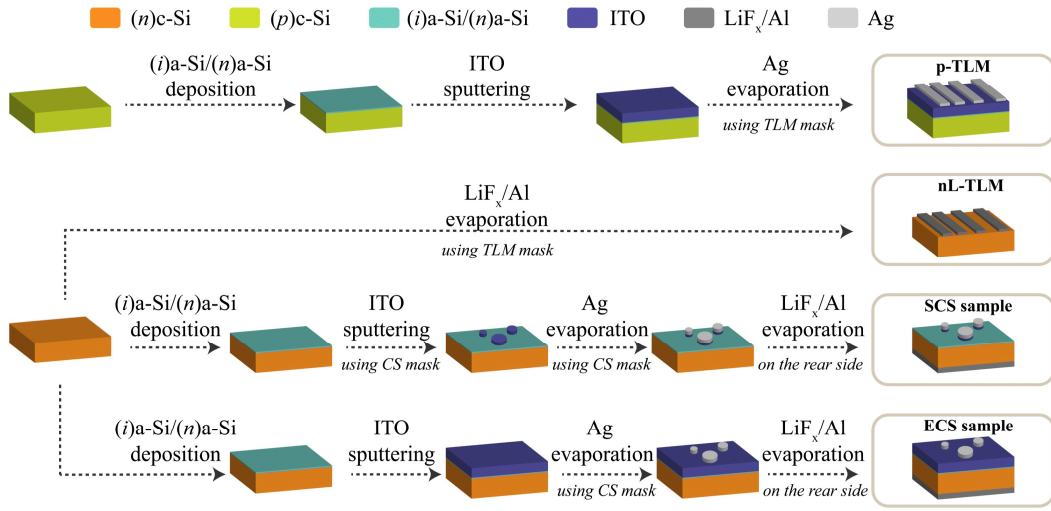 (n)c-Si
(p)c-Si
(i)a-Si/(n)a-Si
ITO
LiFx/Al
Ag
(i)a-Si/(n)a-Si
deposition
ITO
sputtering
Ag
evaporation
using TLM mask
p-TLM
LiFx/Al
evaporation
using TLM mask
nL-TLM
(i)a-Si/(n)a-Si
deposition
ITO
sputtering
using CS mask
Ag
evaporation
using CS mask
LiFx/Al
evaporation
on the rear side
SCS sample
(i)a-Si/(n)a-Si
deposition
ITO
sputtering
Ag
evaporation
using CS mask
LiFx/Al
evaporation
on the rear side
ECS sample